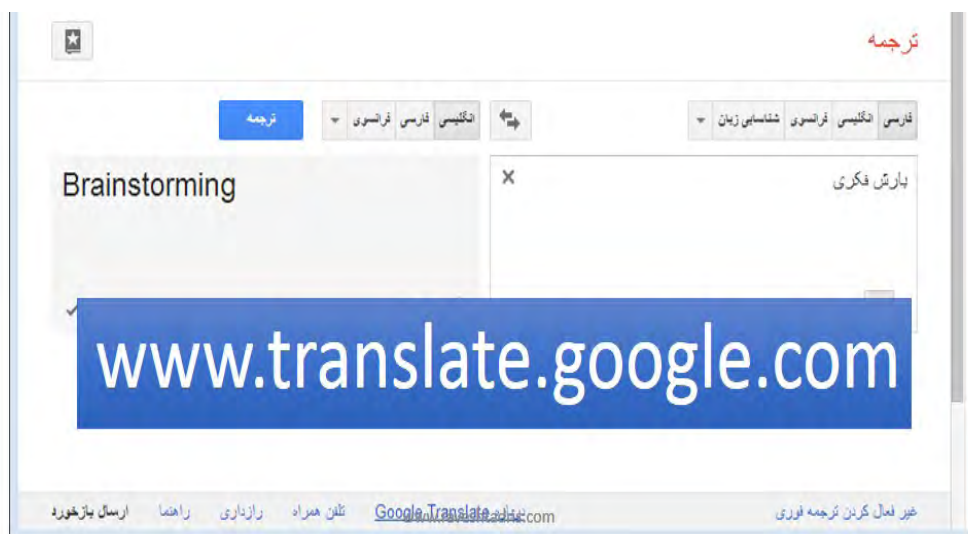 ترجمه
فارسی انگلیسی فرانسوی شناسایی زبان
انگلیسی فارسی فرانسوی
ترجمه
بارش فکری
Brainstorming
www.translate.google.com
غیر فعال کردن ترجمه فوری
Google Translate
تلفن همراه
رازداری
راهنما
ارسال بازخورد